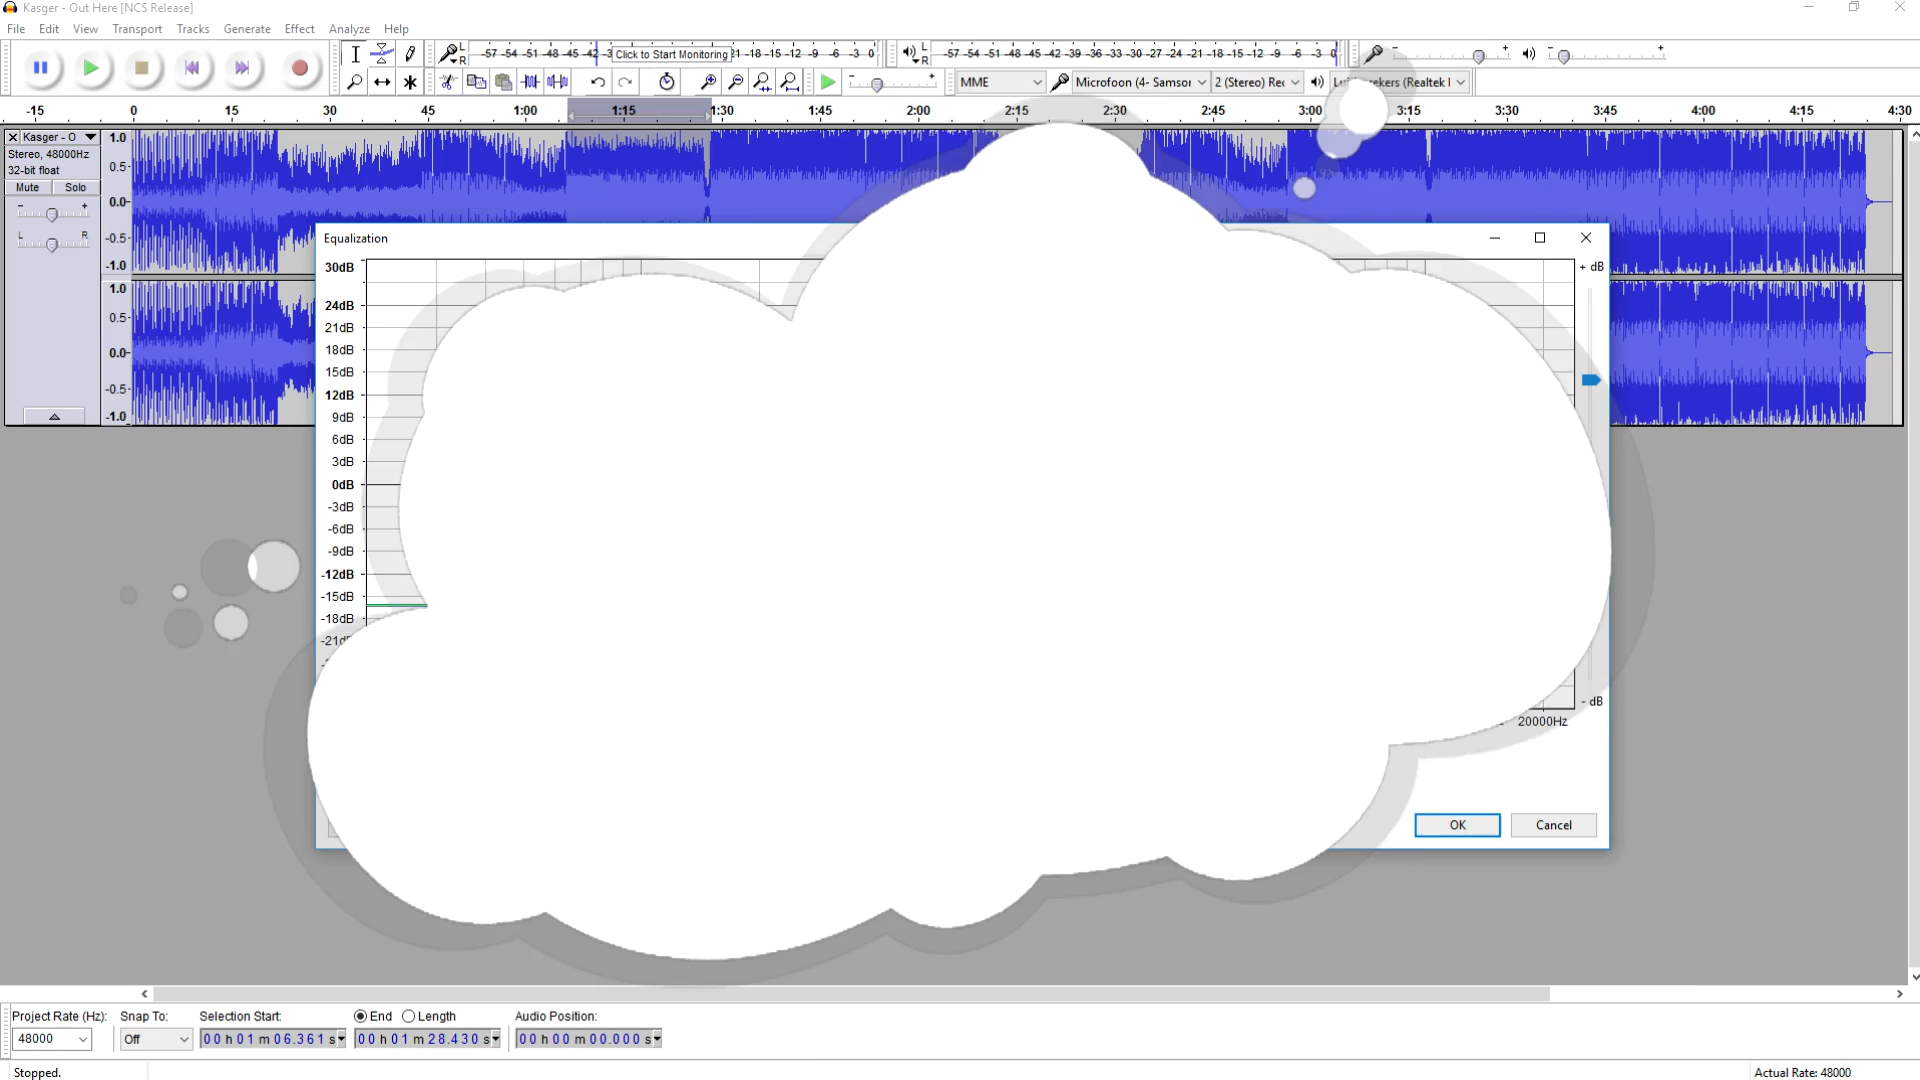 Kasger - Out Here [NCS Release]
File Edit View Transport Tracks Generate Effect Analyze Help
L R -57 -54 -51 -48 -45 -42 Click to Start Monitoring 21 -18 -15 -12 -9 -6 -3 0 L R -57 -54 -51 -48 -45 -42 -39 -36 -33 -30 -27 -24 -21 -18 -15 -12 -9 -6 -3 0 - + - +
- + MME Microfoon (4- Samsor 2 (Stereo) Rec (Realtek
-15 0 15 30 45 1:00 1:15 1:30 1:45 2:00 2:15 2:30 2:45 3:00 3:15 3:30 3:45 4:00 4:15 4:30
Kasger - O 1.0
Stereo, 48000Hz
32-bit float 0.5
Mute Solo
- + 0.0
L R -0.5
-1.0
1.0
0.5
0.0
-0.5
-1.0
Equalization
30dB + dB
24dB
21dB
18dB
15dB
12dB
9dB
6dB
3dB
0dB
-3dB
-6dB
-9dB
-12dB
-15dB
-18dB
- dB
20000Hz
OK Cancel
Project Rate (Hz): Snap To: Selection Start: End Length Audio Position:
48000 Off 00 h 01 m 06.361 s 00 h 01 m 28.430 s 00 h 00 m 00.000 s
Stopped. Actual Rate: 48000